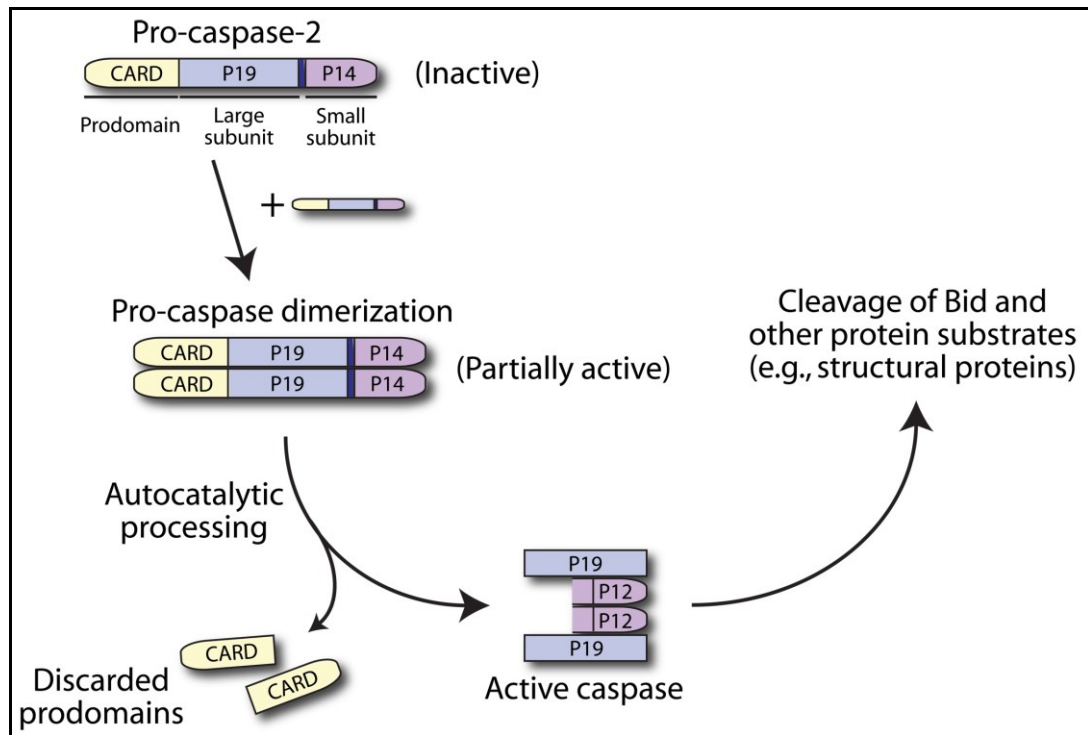 Pro-caspase-2
CARD P19 P14 (Inactive)
Prodomain Large subunit Small subunit
+
Pro-caspase dimerization
CARD P19 P14
CARD P19 P14
(Partially active)
Cleavage of Bid and
other protein substrates
(e.g., structural proteins)
Autocatalytic
processing
P19
P12
P12
P19
Active caspase
CARD
CARD
Discarded
prodomains